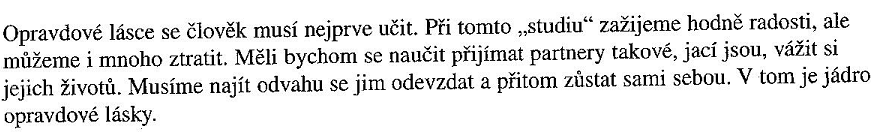 Opravdové lásce se člověk musí nejprve učit. Při tomto „studiu“ zažijeme hodně radosti, ale
můžeme i mnoho ztratit. Měli bychom se naučit přijímat partnery takové, jací jsou, vážit si
jejich životů. Musíme najít odvahu se jim odevzdat a přitom zůstat sami sebou. V tom je jádro
opravdové lásky.